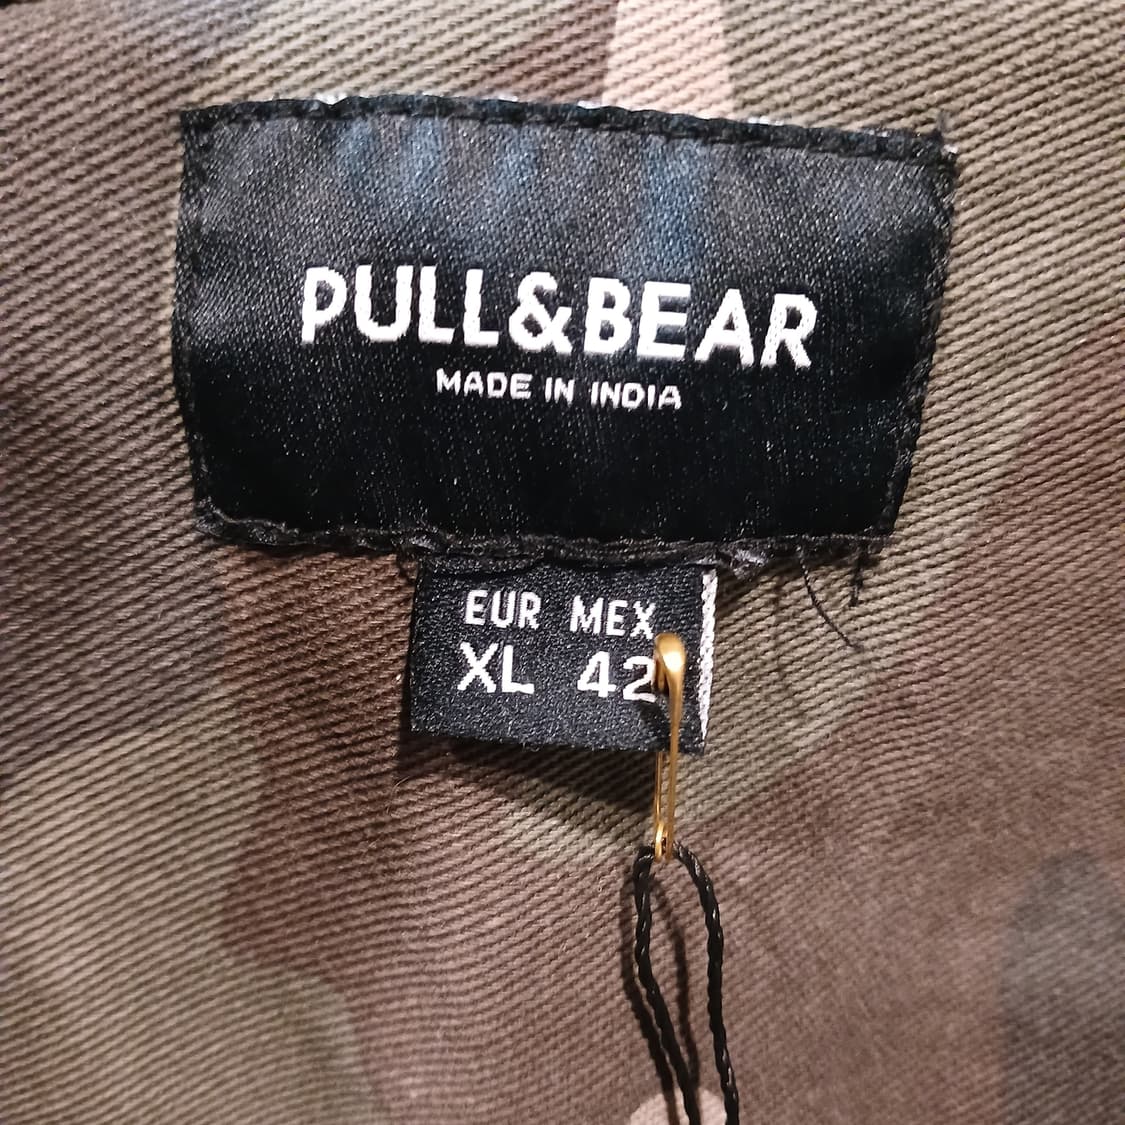 PULL&BEAR
MADE IN INDIA
EUR MEX
XL 42